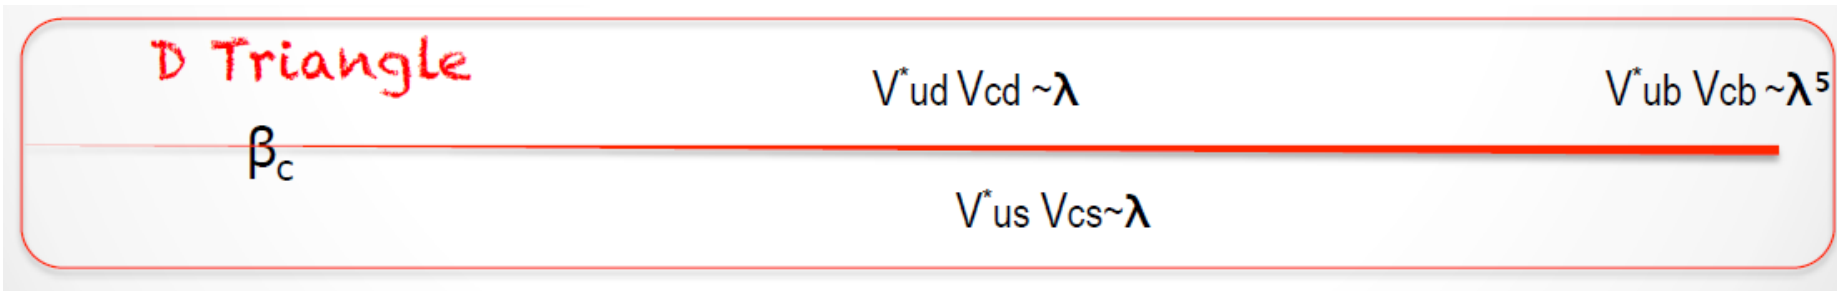 D Triangle
V*ud Vcd ~λ
V*ub Vcb ~λ⁵
βc
V*us Vcs~λ